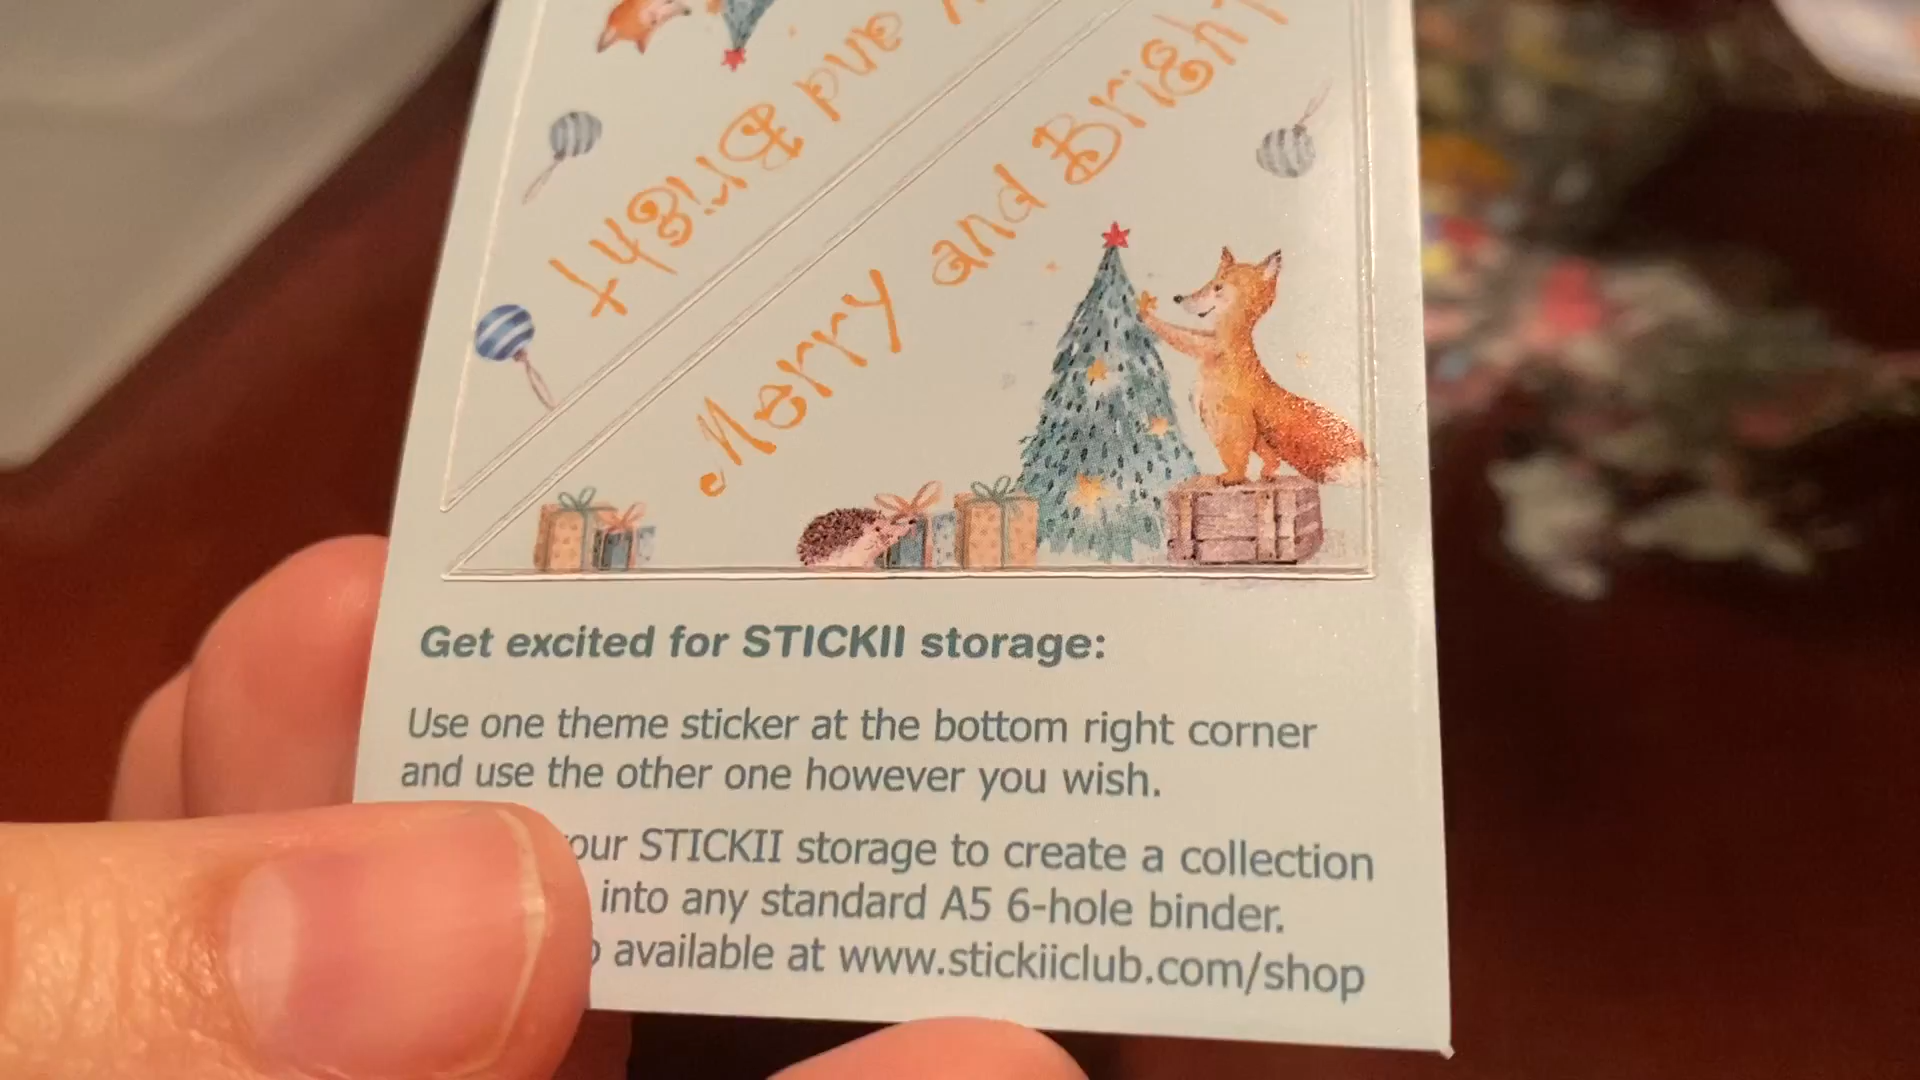 and Bright
Merry and Bright
Get excited for STICKII storage:
Use one theme sticker at the bottom right corner
and use the other one however you wish.
our STICKII storage to create a collection
into any standard A5 6-hole binder.
available at www.stickiiclub.com/shop